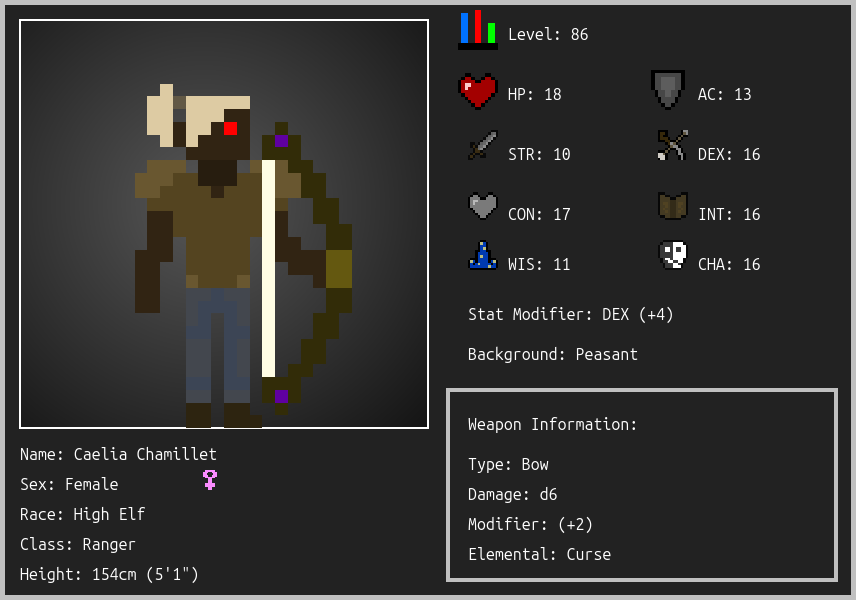 Level: 86
HP: 18
AC: 13
STR: 10
DEX: 16
CON: 17
INT: 16
WIS: 11
CHA: 16
Stat Modifier: DEX (+4)
Background: Peasant
Weapon Information:
Type: Bow
Damage: d6
Modifier: (+2)
Elemental: Curse
Name: Caelia Chamillet
Sex: Female
Race: High Elf
Class: Ranger
Height: 154cm (5'1")